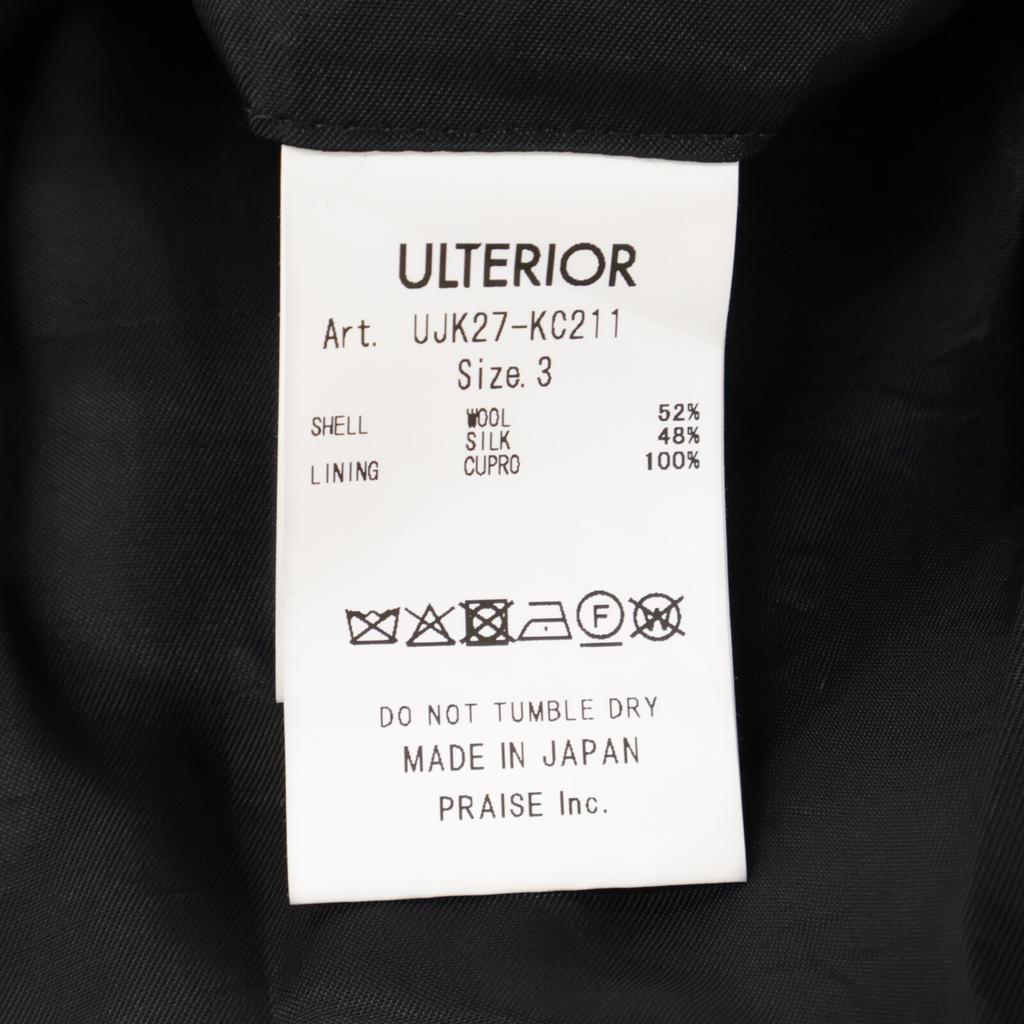 ULTERIOR
Art. UJK27-KC211
Size. 3
SHELL WOOL 52%
SILK 48%
LINING CUPRO 100%
F W
DO NOT TUMBLE DRY
MADE IN JAPAN
PRAISE Inc.